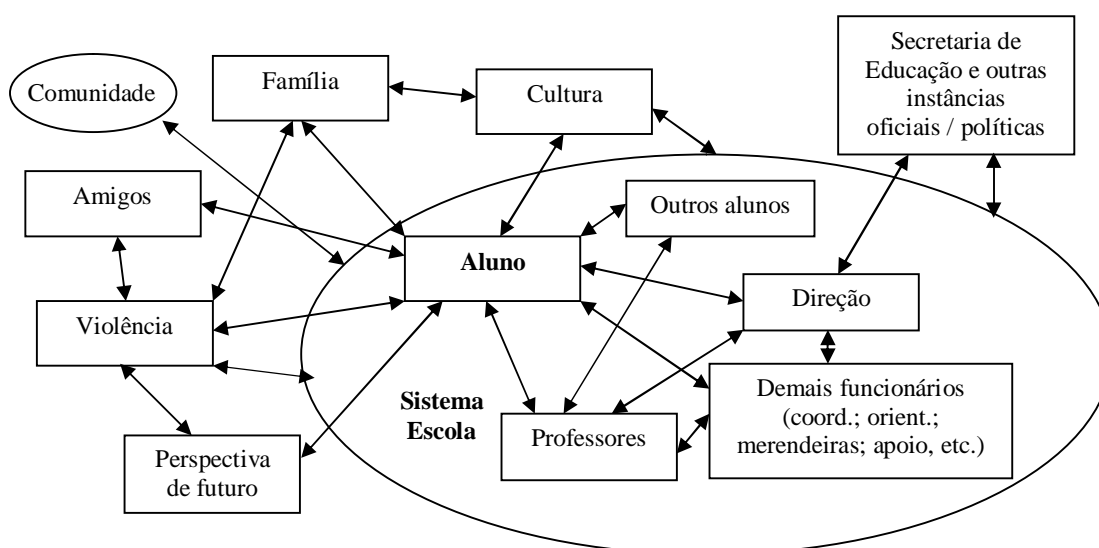 Secretaria de
Educação e outras
instâncias
oficiais / políticas
Família
Comunidade
Cultura
Amigos
Outros alunos
Aluno
Direção
Violência
Demais funcionários
(coord.; orient.;
merendeiras; apoio, etc.)
Sistema
Escola
Professores
Perspectiva
de futuro